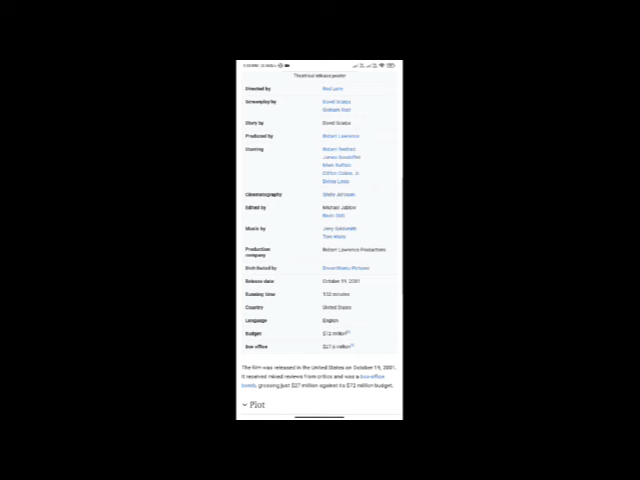 Theatrical release poster
Directed by Rod Lurie
Screenplay by David Scarpa
Graham Yost
Story by David Scarpa
Produced by Robert Lawrence
Starring Robert Redford
James Gandolfini
Mark Ruffalo
Clifton Collins, Jr.
Delroy Lindo
Cinematography Shelly Johnson
Edited by Michael Jablow
Kevin Stitt
Music by Jerry Goldsmith
Tom Waits
Production company Robert Lawrence Productions
Distributed by DreamWorks Pictures
Release date October 19, 2001
Running time minutes
Country United States
Language English
Budget $72 million
Box office $27.6 million
The film was released in the United States on October 19, 2001.
It received mixed reviews from critics and was a box-office
bomb, grossing just $27 million against its $72 million budget.
Plot